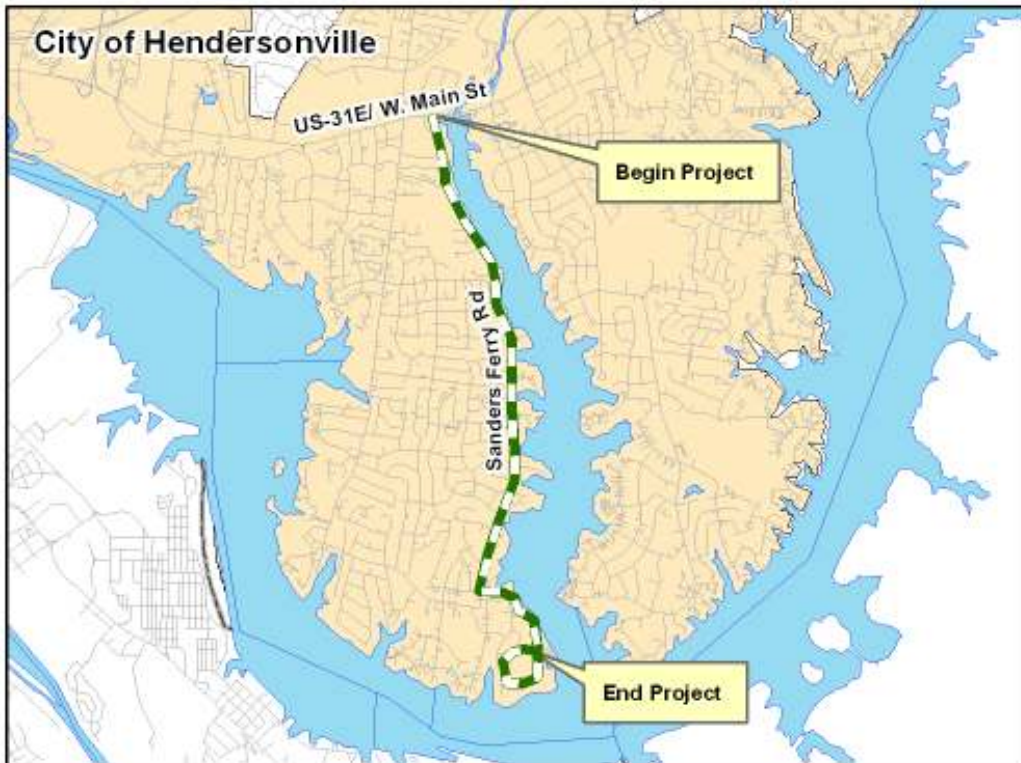 City of Hendersonville
US-31E/ W. Main St
Begin Project
Sanders Ferry Rd
End Project